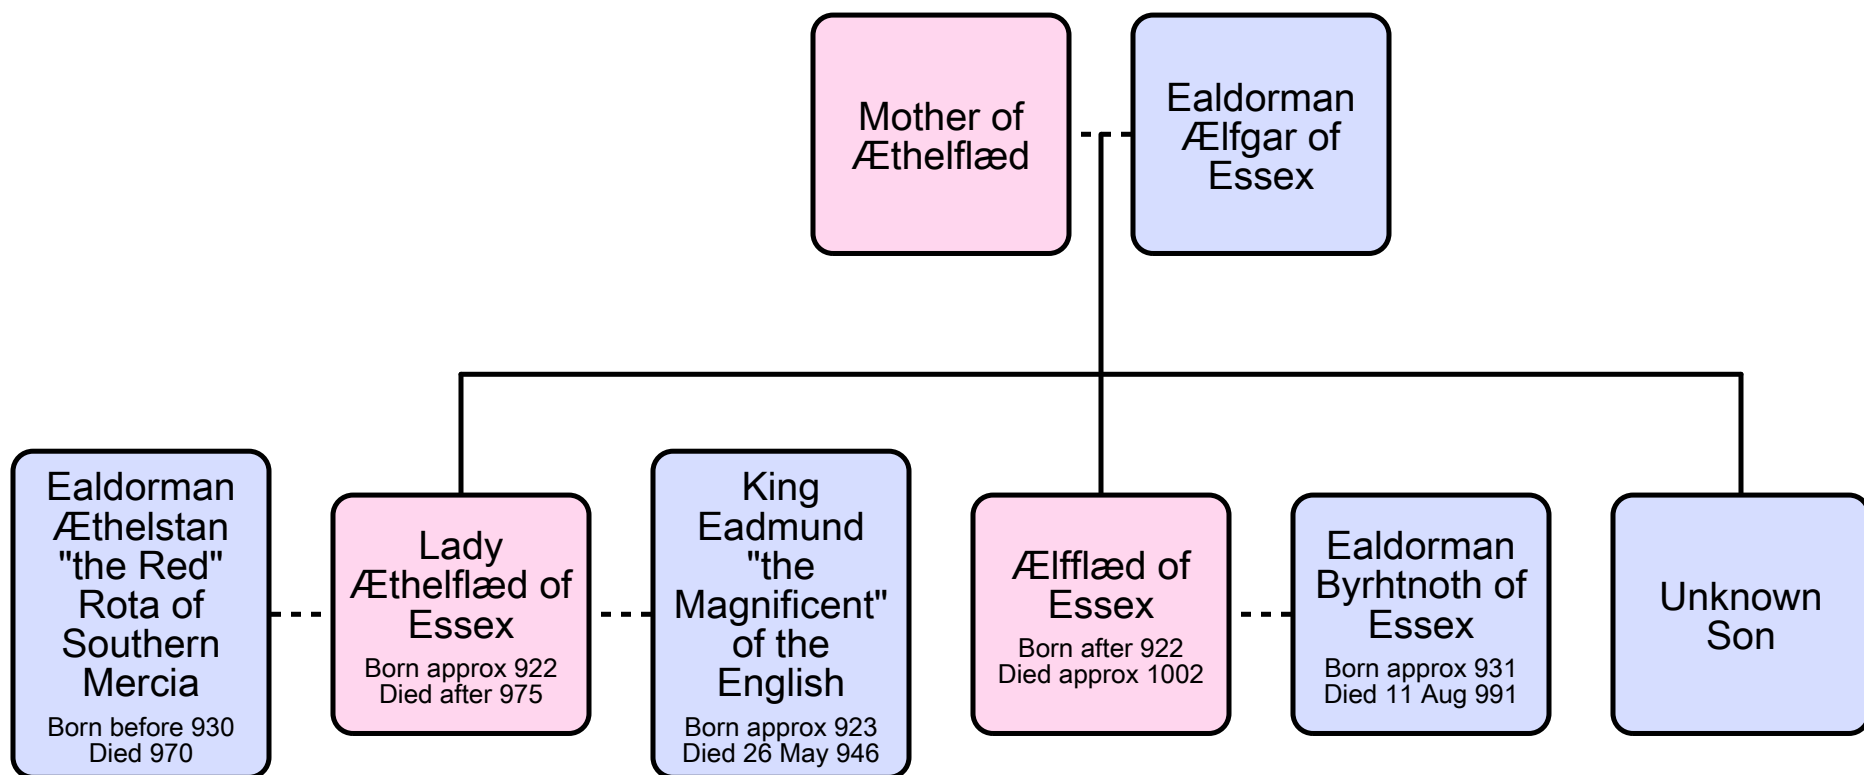 Mother of
Æthelflæd
Ealdorman
Ælfgar of
Essex
Ealdorman
Æthelstan
"the Red"
Rota of
Southern
Mercia
Born before 930
Died 970
Lady
Æthelflæd of
Essex
Born approx 922
Died after 975
King
Eadmund
"the
Magnificent"
of the
English
Born approx 923
Died 26 May 946
Ælfflæd of
Essex
Born after 922
Died approx 1002
Ealdorman
Byrhtnoth of
Essex
Born approx 931
Died 11 Aug 991
Unknown
Son